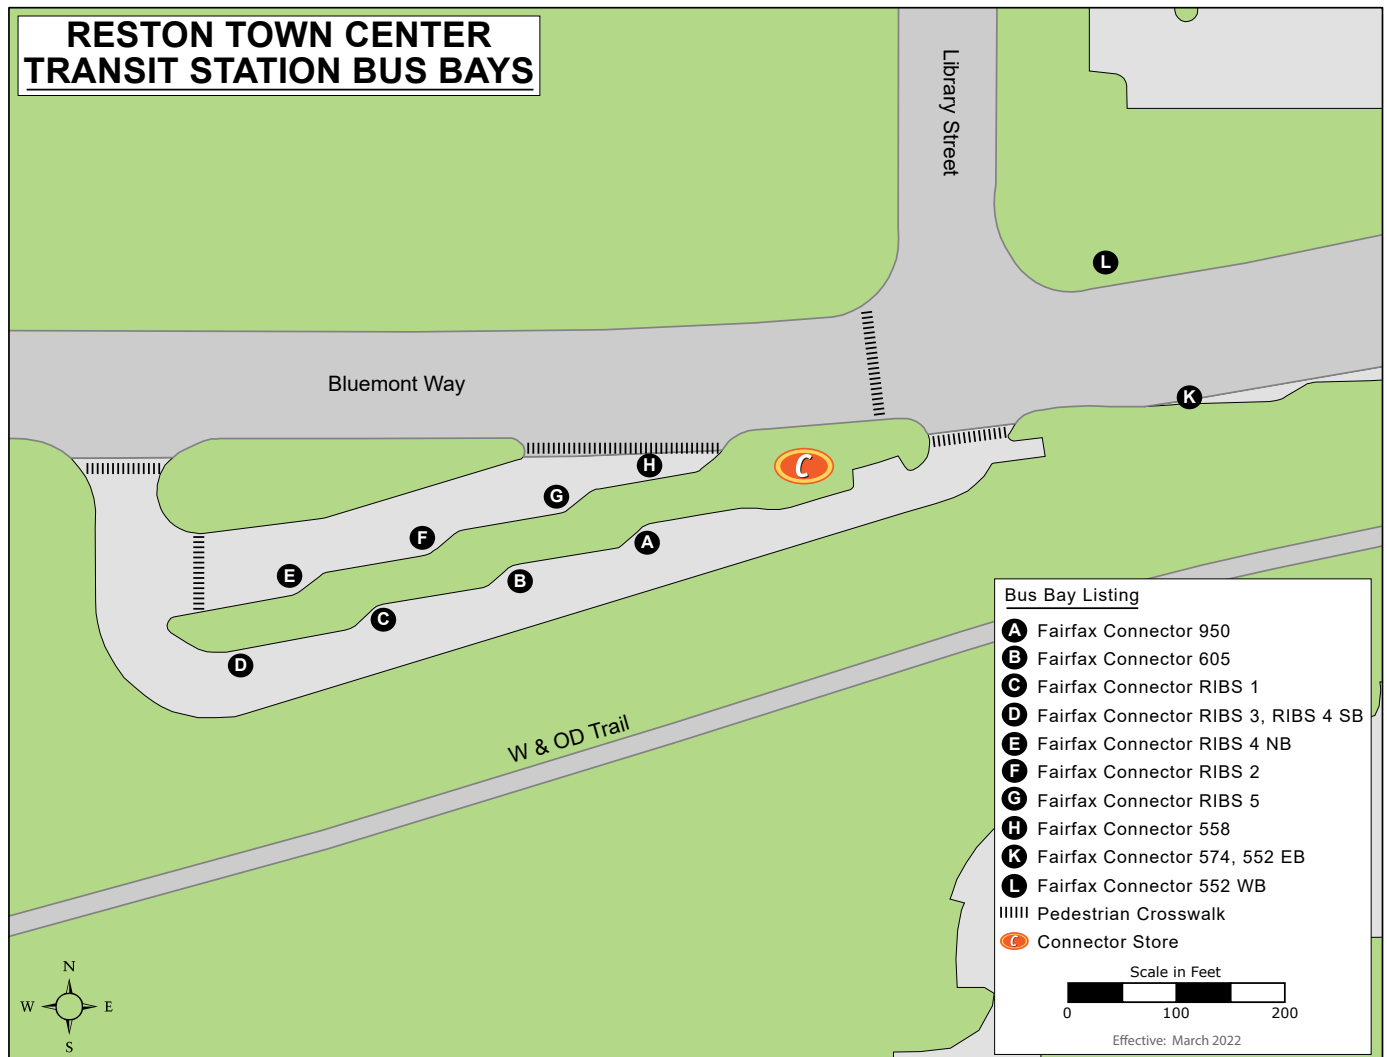 RESTON TOWN CENTER
TRANSIT STATION BUS BAYS
Library Street
L
Bluemont Way
K
H
C
G
F
A
E
B
C
D
W & OD Trail
Bus Bay Listing
A Fairfax Connector 950
B Fairfax Connector 605
C Fairfax Connector RIBS 1
D Fairfax Connector RIBS 3, RIBS 4 SB
E Fairfax Connector RIBS 4 NB
F Fairfax Connector RIBS 2
G Fairfax Connector RIBS 5
H Fairfax Connector 558
K Fairfax Connector 574, 552 EB
L Fairfax Connector 552 WB
Pedestrian Crosswalk
C Connector Store
Scale in Feet
0 100 200
Effective: March 2022
N
W E
S